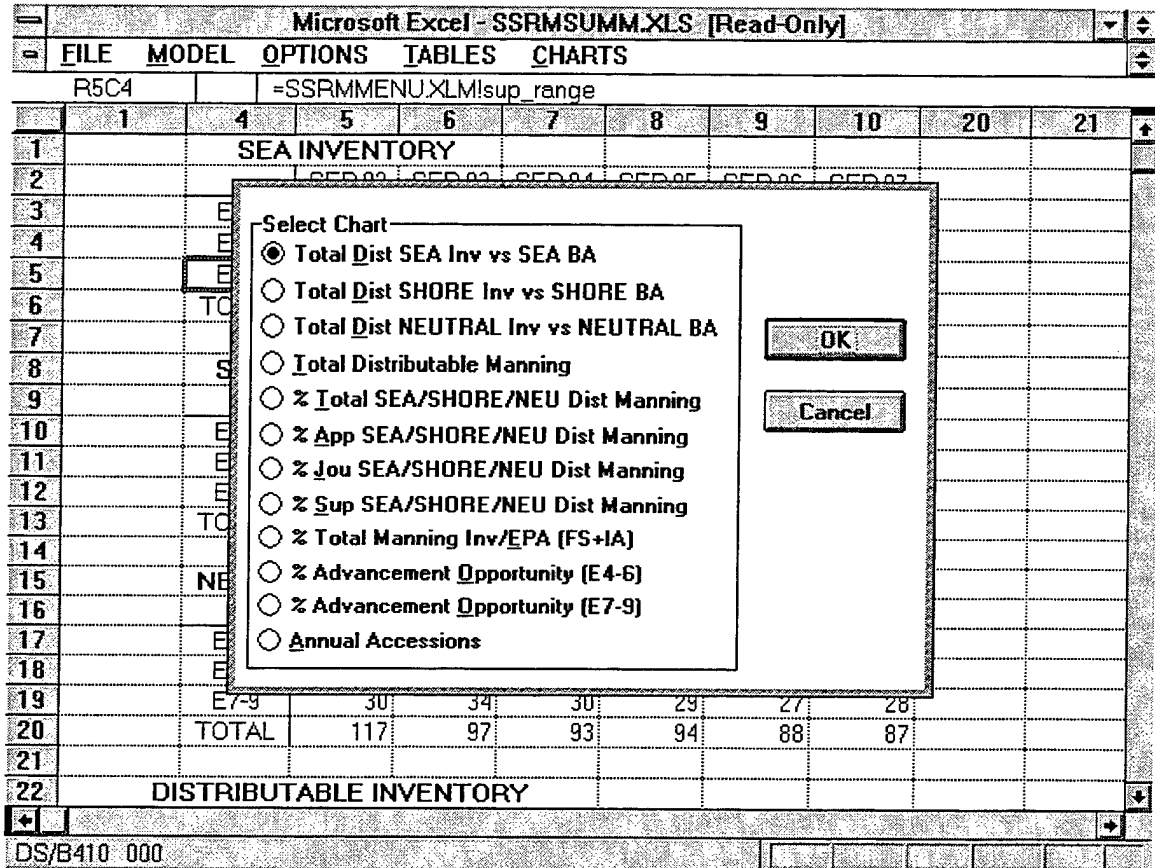 Microsoft Excel - SSRMSUMM.XLS [Read-Only]
FILE MODEL OPTIONS TABLES CHARTS
R5C4 =SSRMMENU.XLM!sup_range
1 4 5 6 7 8 9 10 20 21
1 SEA INVENTORY
2
3 E
4 E
5 E
6 TO
7
8 S
9
10 E
11 E
12 E
13 TO
14
15 NE
16
17 E
18 E
Select Chart
Total Dist SEA Inv vs SEA BA
Total Dist SHORE Inv vs SHORE BA
Total Dist NEUTRAL Inv vs NEUTRAL BA
Total Distributable Manning
% Total SEA/SHORE/NEU Dist Manning
% App SEA/SHORE/NEU Dist Manning
% Jou SEA/SHORE/NEU Dist Manning
% Sup SEA/SHORE/NEU Dist Manning
% Total Manning Inv/EPA (FS+IA)
% Advancement Opportunity (E4-6)
% Advancement Opportunity (E7-9)
Annual Accessions
OK
Cancel
19 E7-9 30 34 30 29 27 28
20 TOTAL 117 97 93 94 88 87
21
22 DISTRIBUTABLE INVENTORY
DS/B410 000